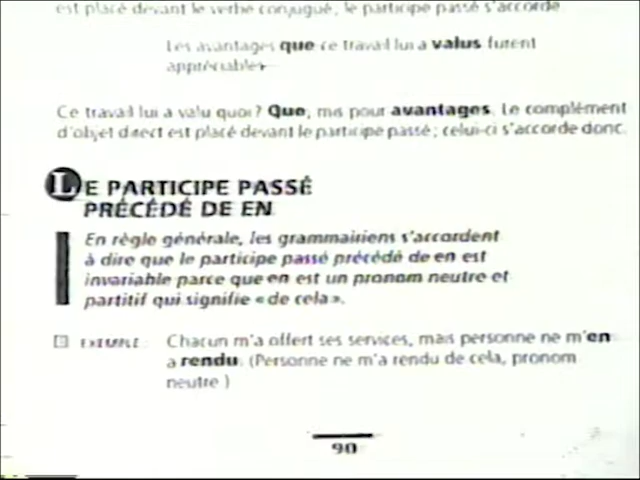 est placé devant le verbe conjugué, le participe passé s'accorde.
Les avantages que ce travail lui a valus furent
appréciables.
Ce travail lui a valu quoi? Que, mis pour avantages. Le complément
d'objet direct est placé devant le participe passé; celui-ci s'accorde donc.
LE PARTICIPE PASSÉ
PRÉCÉDÉ DE EN
En règle générale, les grammairiens s'accordent
à dire que le participe passé précédé de en est
invariable parce que en est un pronom neutre et
partitif qui signifie « de cela ».
EXEMPLE : Chacun m'a offert ses services, mais personne ne m'en
a rendu. (Personne ne m'a rendu de cela, pronom
neutre.)
90